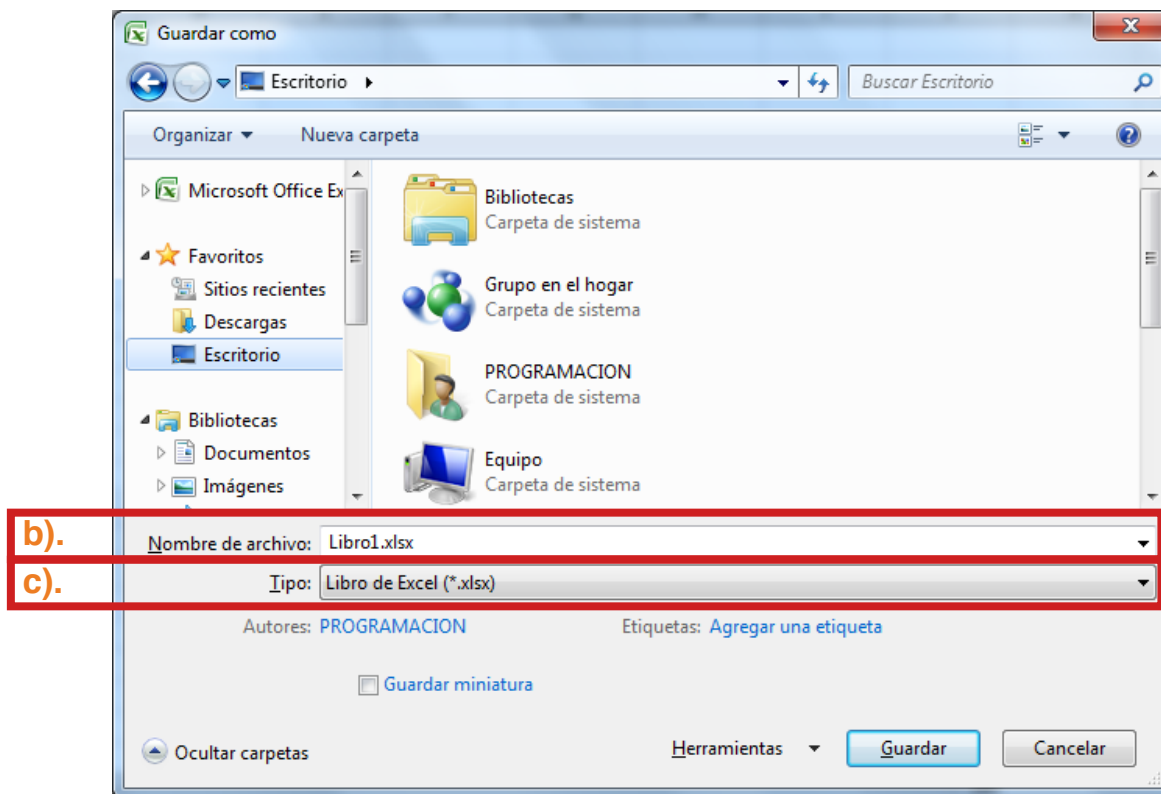 Guardar como
Escritorio
Buscar Escritorio
Organizar Nueva carpeta
Microsoft Office Ex
Favoritos
Sitios recientes
Descargas
Escritorio
Bibliotecas
Documentos
Imágenes
Bibliotecas
Carpeta de sistema
Grupo en el hogar
Carpeta de sistema
PROGRAMACION
Carpeta de sistema
Equipo
Carpeta de sistema
b). Nombre de archivo: Libro1.xlsx
c). Tipo: Libro de Excel (*.xlsx)
Autores: PROGRAMACION Etiquetas: Agregar una etiqueta
Guardar miniatura
Ocultar carpetas Herramientas Guardar Cancelar